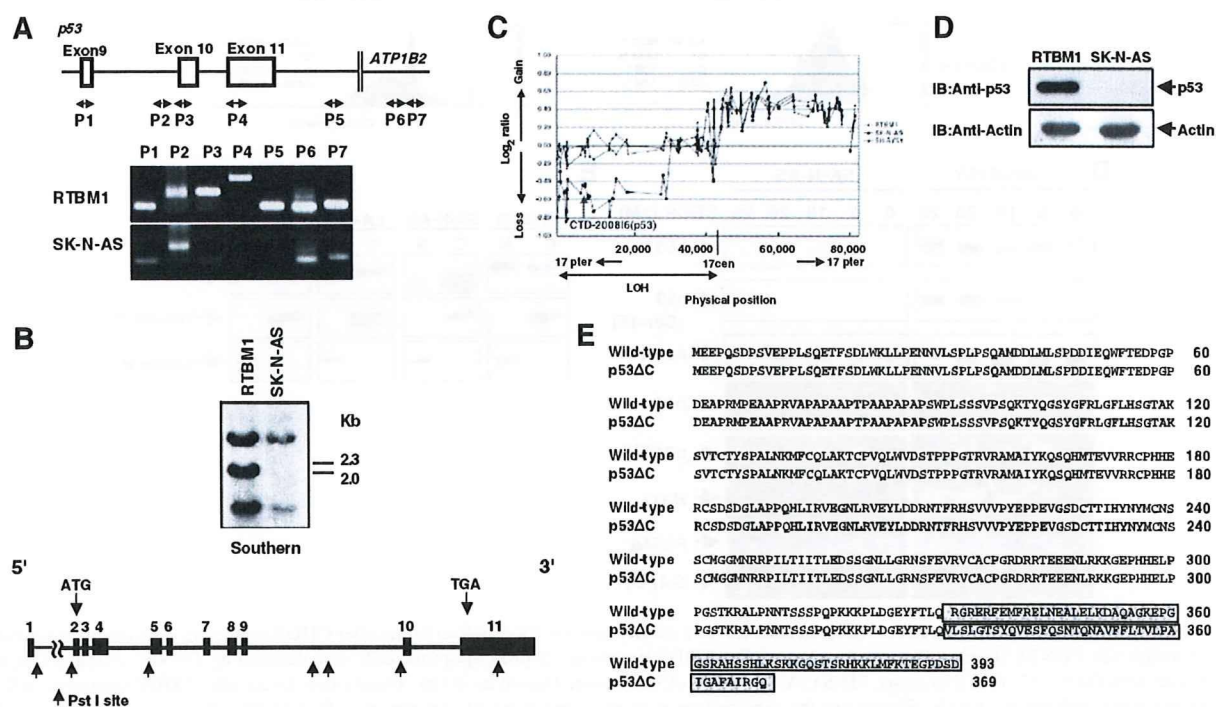 A
p53
Exon9 Exon 10 Exon 11 ATP1B2
P1 P2 P3 P4 P5 P6 P7
P1 P2 P3 P4 P5 P6 P7
RTBM1
SK-N-AS
B
RTBM1 SK-N-AS
Kb
2.3
2.0
Southern
5' 3'
ATG TGA
1 2 3 4 5 6 7 8 9 10 11
Pst I site
C
Gain
Log2 ratio
Loss
RTBM1
SK-N-AS
CTD-2008I6(p53)
20,000 40,000 60,000 80,000
17 pter 17cen 17 pter
LOH
Physical position
D
RTBM1 SK-N-AS
IB:Anti-p53 p53
IB:Anti-Actin Actin
E
Wild-type MEEPQSDPSVEPPLSQETFSDLWKLLPENNVLSPLPSQAMDDLMLSPDDIEQWFTEDPGP 60
p53ΔC MEEPQSDPSVEPPLSQETFSDLWKLLPENNVLSPLPSQAMDDLMLSPDDIEQWFTEDPGP 60
Wild-type DEAPRMPEAAPRVAPAPAAPTPAAPAPAPSWPLSSSVPSQKTYQGSYGFRLGFLHSGTAK 120
p53ΔC DEAPRMPEAAPRVAPAPAAPTPAAPAPAPSWPLSSSVPSQKTYQGSYGFRLGFLHSGTAK 120
Wild-type SVTCTYSPALNKMFCQLAKTCPVQLWVDSTPPPGTRVRAMAIYKQSQHMTEVVRRCPHHE 180
p53ΔC SVTCTYSPALNKMFCQLAKTCPVQLWVDSTPPPGTRVRAMAIYKQSQHMTEVVRRCPHHE 180
Wild-type RCSDSDGLAPPQHLIRVEGNLRVEYLDDRNTFRHSVVVPYEPPEVGSDCTTIHYNYMCNS 240
p53ΔC RCSDSDGLAPPQHLIRVEGNLRVEYLDDRNTFRHSVVVPYEPPEVGSDCTTIHYNYMCNS 240
Wild-type SCMGGMNRRPILTIITLEDSSGNLLGRNSFEVRVCACPGRDRRTEEENLRKKGEPHHELP 300
p53ΔC SCMGGMNRRPILTIITLEDSSGNLLGRNSFEVRVCACPGRDRRTEEENLRKKGEPHHELP 300
Wild-type PGSTKRALPNNTSSSPQPKKKPLDGEYFTLQIRGRERFEMFRELNEALELKDAQAGKEPG 360
p53ΔC PGSTKRALPNNTSSSPQPKKKPLDGEYFTLQVLSLGTSYQVESFQSNTQNAVFFLTVLPA 360
Wild-type GSRAHSSHLKSKKGQSTSRHKKLMFKTEGPDSD 393
p53ΔC IGAFAIRGQ 369